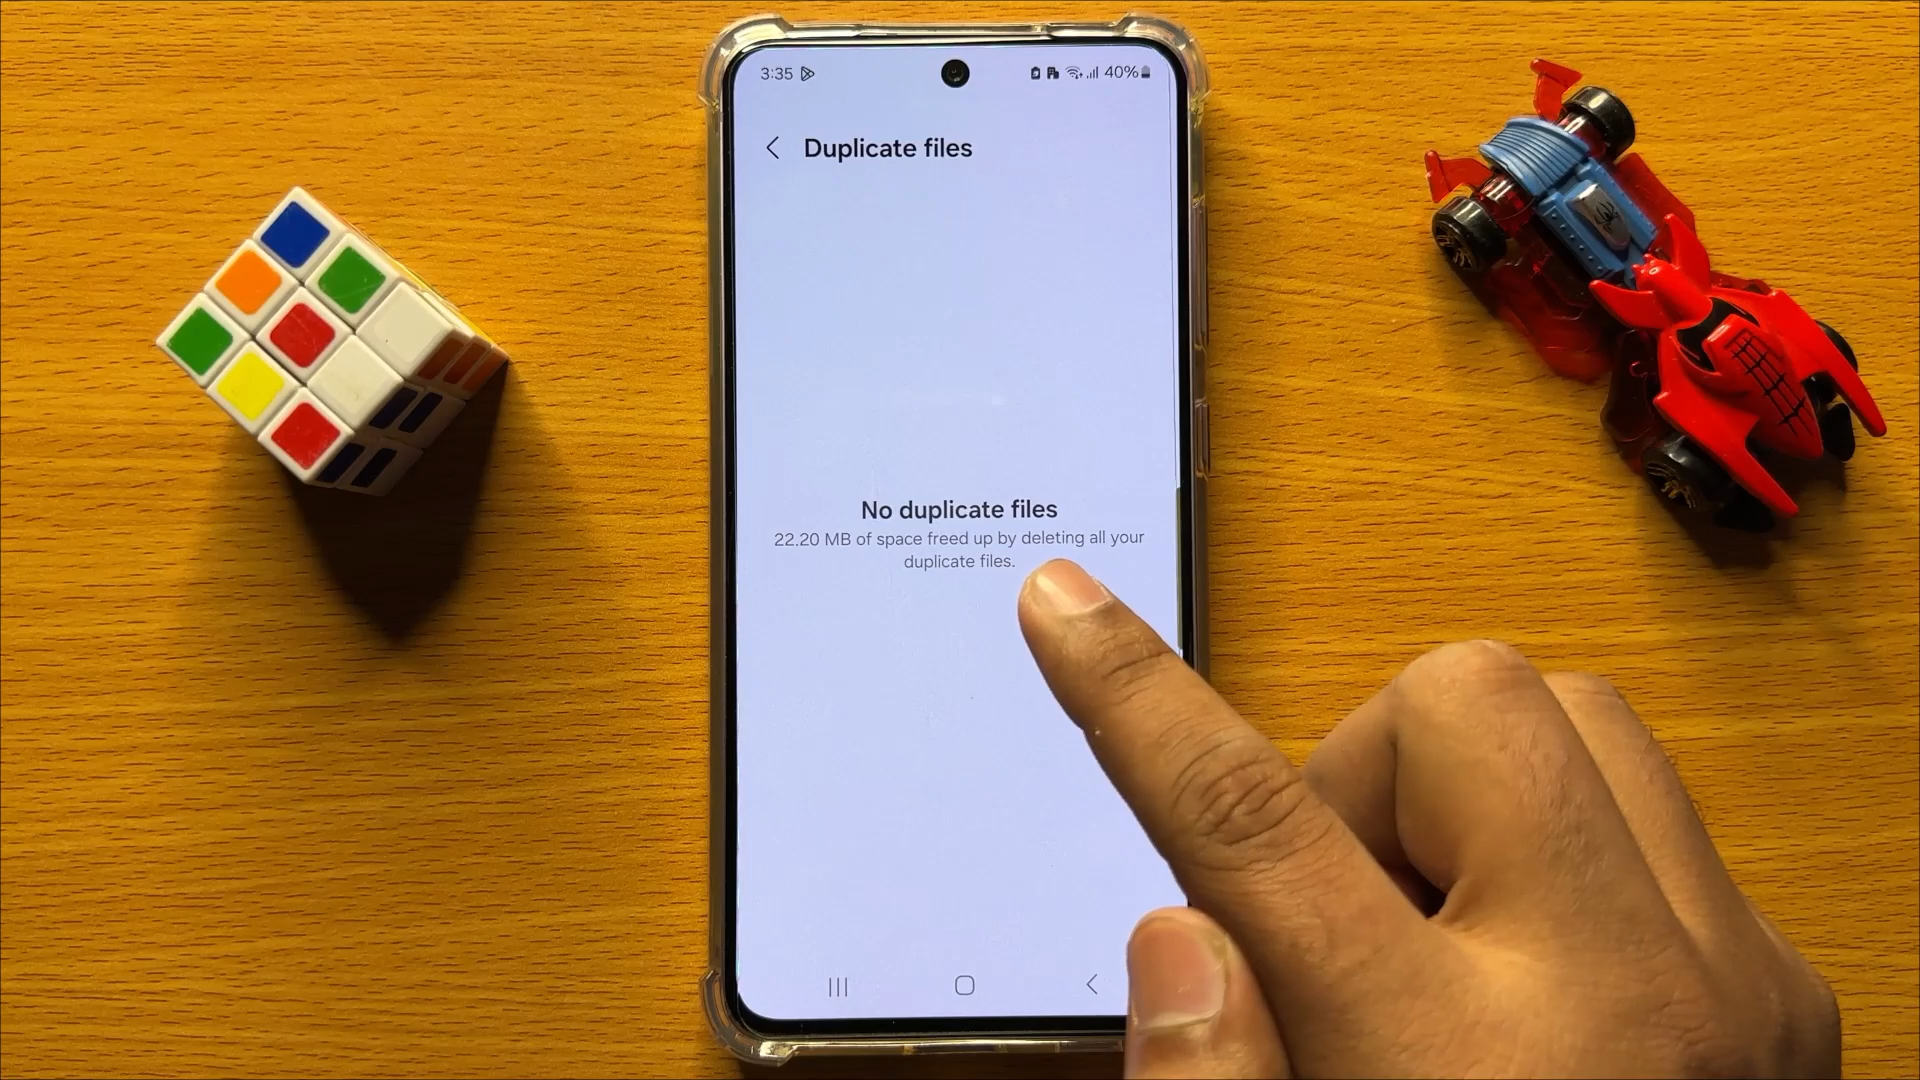 3:35 40%
Duplicate files
No duplicate files
22.20 MB of space freed up by deleting all your
duplicate files.